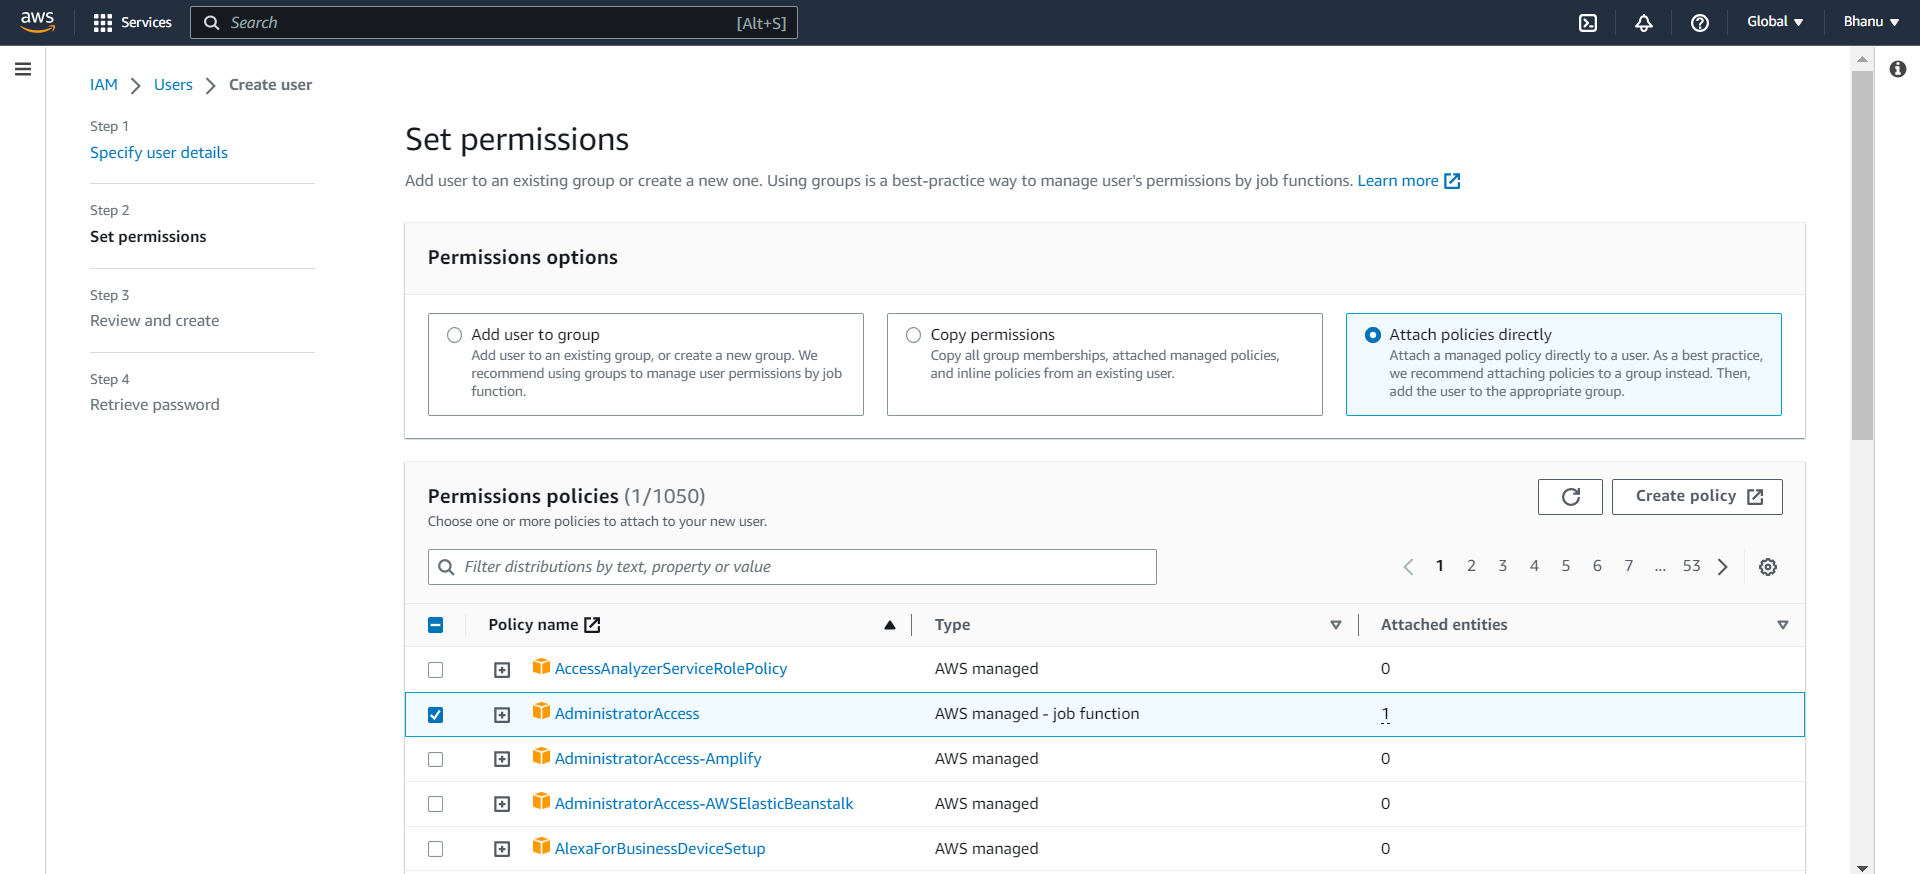 aws
Services
Search
[Alt+S]
Global
Bhanu
IAM
Users
Create user
Step 1
Specify user details
Step 2
Set permissions
Step 3
Review and create
Step 4
Retrieve password
Set permissions
Add user to an existing group or create a new one. Using groups is a best-practice way to manage user's permissions by job functions. Learn more
Permissions options
Add user to group
Add user to an existing group, or create a new group. We
recommend using groups to manage user permissions by job
function.
Copy permissions
Copy all group memberships, attached managed policies,
and inline policies from an existing user.
Attach policies directly
Attach a managed policy directly to a user. As a best practice,
we recommend attaching policies to a group instead. Then,
add the user to the appropriate group.
Permissions policies (1/1050)
Choose one or more policies to attach to your new user.
Create policy
Filter distributions by text, property or value
1 2 3 4 5 6 7 ... 53
Policy name Type Attached entities
AccessAnalyzerServiceRolePolicy AWS managed 0
AdministratorAccess AWS managed - job function 1
AdministratorAccess-Amplify AWS managed 0
AdministratorAccess-AWSElasticBeanstalk AWS managed 0
AlexaForBusinessDeviceSetup AWS managed 0